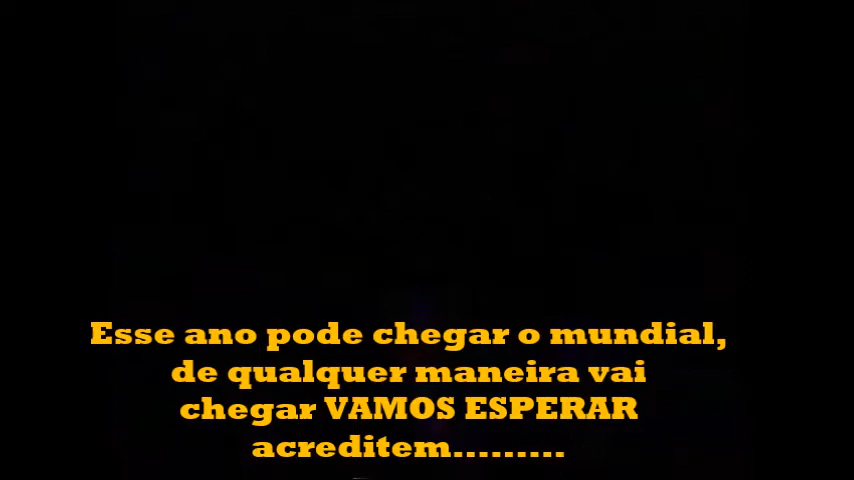 Esse ano pode chegar o mundial,
de qualquer maneira vai
chegar VAMOS ESPERAR
acreditem.........